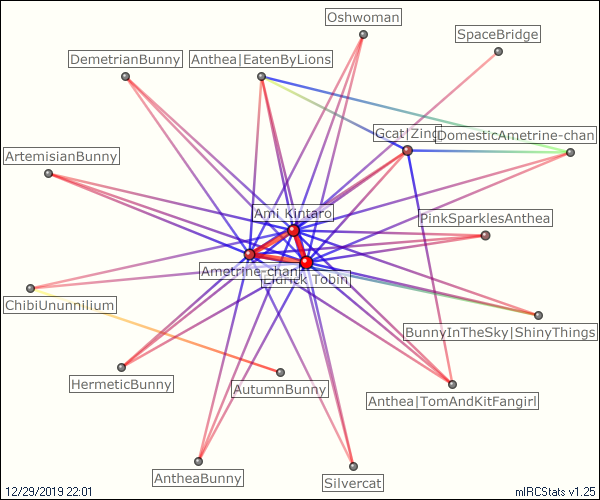 Oshwoman
SpaceBridge
DemetrianBunny
Anthea|EatenByLions
Gcat|Zing
DomesticAmetrine-chan
ArtemisianBunny
Ami Kintaro
PinkSparklesAnthea
Ametrine-chan
Eldrick Tobin
ChibiUnunnilium
BunnyInTheSky|ShinyThings
HermeticBunny
AutumnBunny
Anthea|TomAndKitFangirl
AntheaBunny
Silvercat
12/29/2019 22:01
mIRCStats v1.25